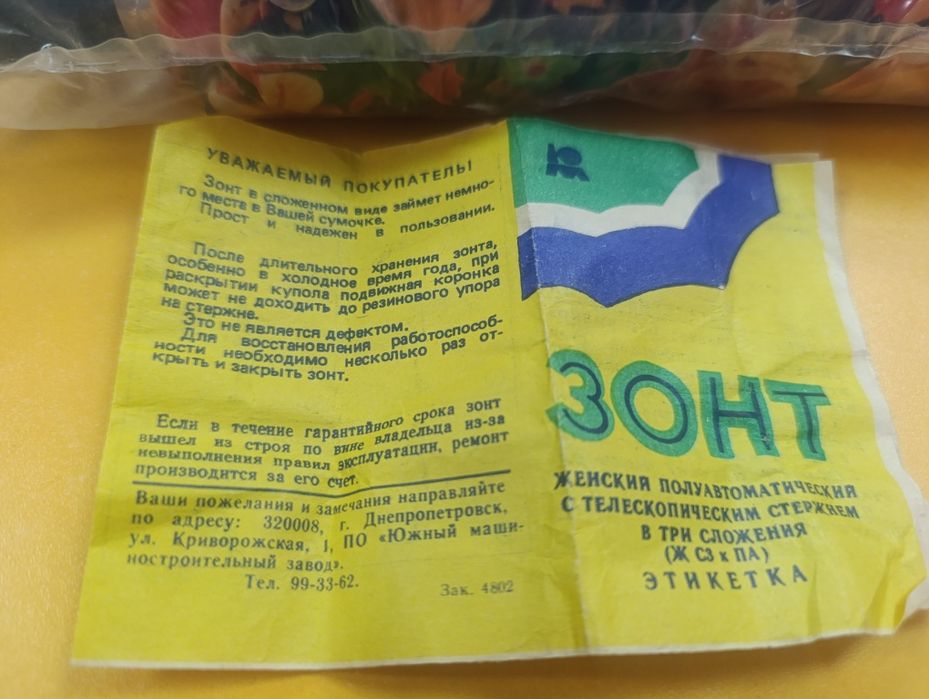 УВАЖАЕМЫЙ ПОКУПАТЕЛЬ!
Зонт в сложенном виде займет немно-
го места в Вашей сумочке.
Прост и надежен в пользовании.
После длительного хранения зонта,
особенно в холодное время года, при
раскрытии купола подвижная коронка
может не доходить до резинового упора
на стержне.
Это не является дефектом.
Для восстановления работоспособ-
ности необходимо несколько раз от-
крыть и закрыть зонт.
Если в течение гарантийного срока зонт
вышел из строя по вине владельца из-за
невыполнения правил эксплуатации, ремонт
производится за его счет.
Ваши пожелания и замечания направляйте
по адресу: 320008, г. Днепропетровск,
ул. Криворожская, 1, ПО «Южный маши-
ностроительный завод».
Тел. 99-33-62.
Зак. 4802
ЗОНТ
ЖЕНСКИЙ ПОЛУАВТОМАТИЧЕСКИЙ
С ТЕЛЕСКОПИЧЕСКИМ СТЕРЖНЕМ
В ТРИ СЛОЖЕНИЯ
(Ж СЗ к ПА)
ЭТИКЕТКА